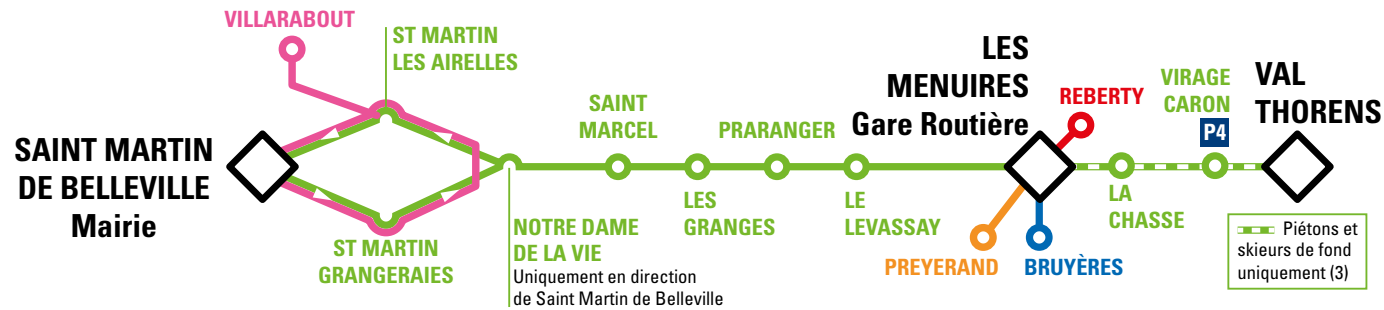 VILLARABOUT
ST MARTIN
LES AIRELLES
SAINT MARTIN
DE BELLEVILLE
Mairie
ST MARTIN
GRANGERAIES
NOTRE DAME
DE LA VIE
Uniquement en direction
de Saint Martin de Belleville
SAINT
MARCEL
LES
GRANGES
PRARANGER
LE
LEVASSAY
LES
MENUIRES
Gare Routière
REBERTY
PREYERAND
BRUYÈRES
LA
CHASSE
VIRAGE
CARON
P4
VAL
THORENS
Piétons et
skieurs de fond
uniquement (3)